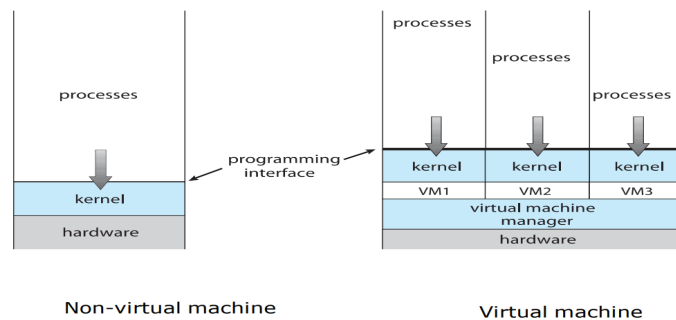 processes
programming
interface
kernel
hardware
Non-virtual machine
processes
processes
processes
kernel kernel kernel
VM1 VM2 VM3
virtual machine
manager
hardware
Virtual machine